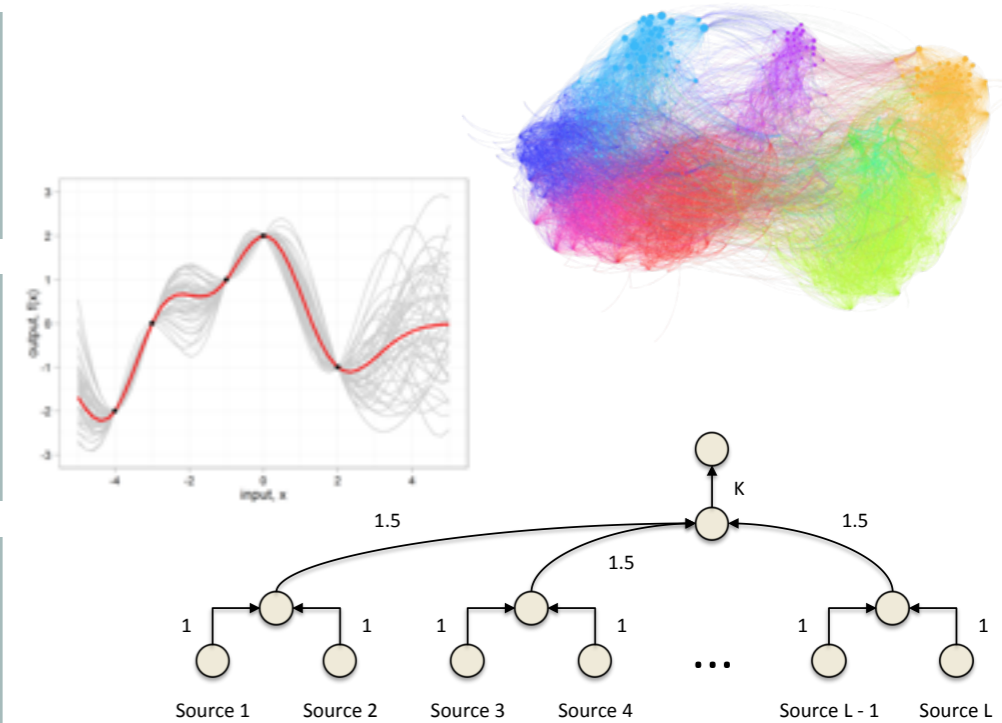 3
2
1
0
-1
-2
-3
output, f(x)
-4 -2 0 2 4
input, x
K
1.5 1.5
1.5
1 1 1 1 1 1
...
Source 1 Source 2 Source 3 Source 4 Source L - 1 Source L